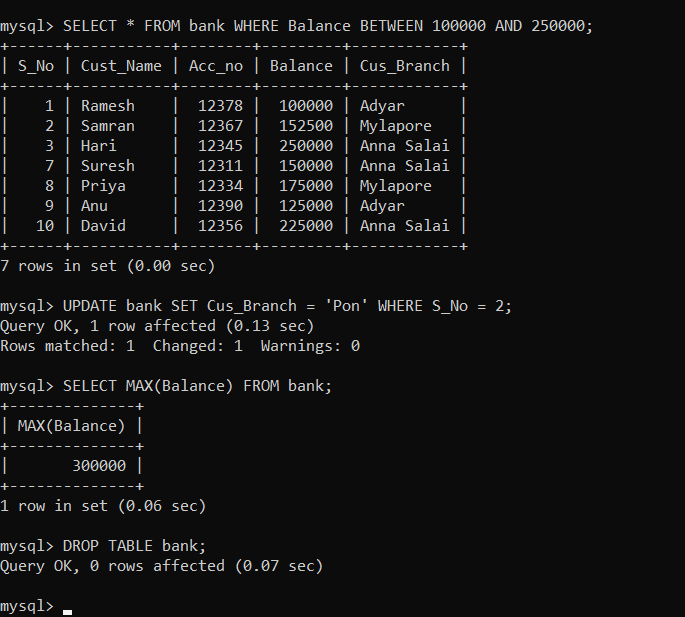 mysql> SELECT * FROM bank WHERE Balance BETWEEN 100000 AND 250000;
+------+-----------+--------+---------+------------+
| S_No | Cust_Name | Acc_no | Balance | Cus_Branch |
+------+-----------+--------+---------+------------+
|    1 | Ramesh    |  12378 |  100000 | Adyar      |
|    2 | Samran    |  12367 |  152500 | Mylapore   |
|    3 | Hari      |  12345 |  250000 | Anna Salai |
|    7 | Suresh    |  12311 |  150000 | Anna Salai |
|    8 | Priya     |  12334 |  175000 | Mylapore   |
|    9 | Anu       |  12390 |  125000 | Adyar      |
|   10 | David     |  12356 |  225000 | Anna Salai |
+------+-----------+--------+---------+------------+
7 rows in set (0.00 sec)

mysql> UPDATE bank SET Cus_Branch = 'Pon' WHERE S_No = 2;
Query OK, 1 row affected (0.13 sec)
Rows matched: 1  Changed: 1  Warnings: 0

mysql> SELECT MAX(Balance) FROM bank;
+--------------+
| MAX(Balance) |
+--------------+
|       300000 |
+--------------+
1 row in set (0.06 sec)

mysql> DROP TABLE bank;
Query OK, 0 rows affected (0.07 sec)

mysql>